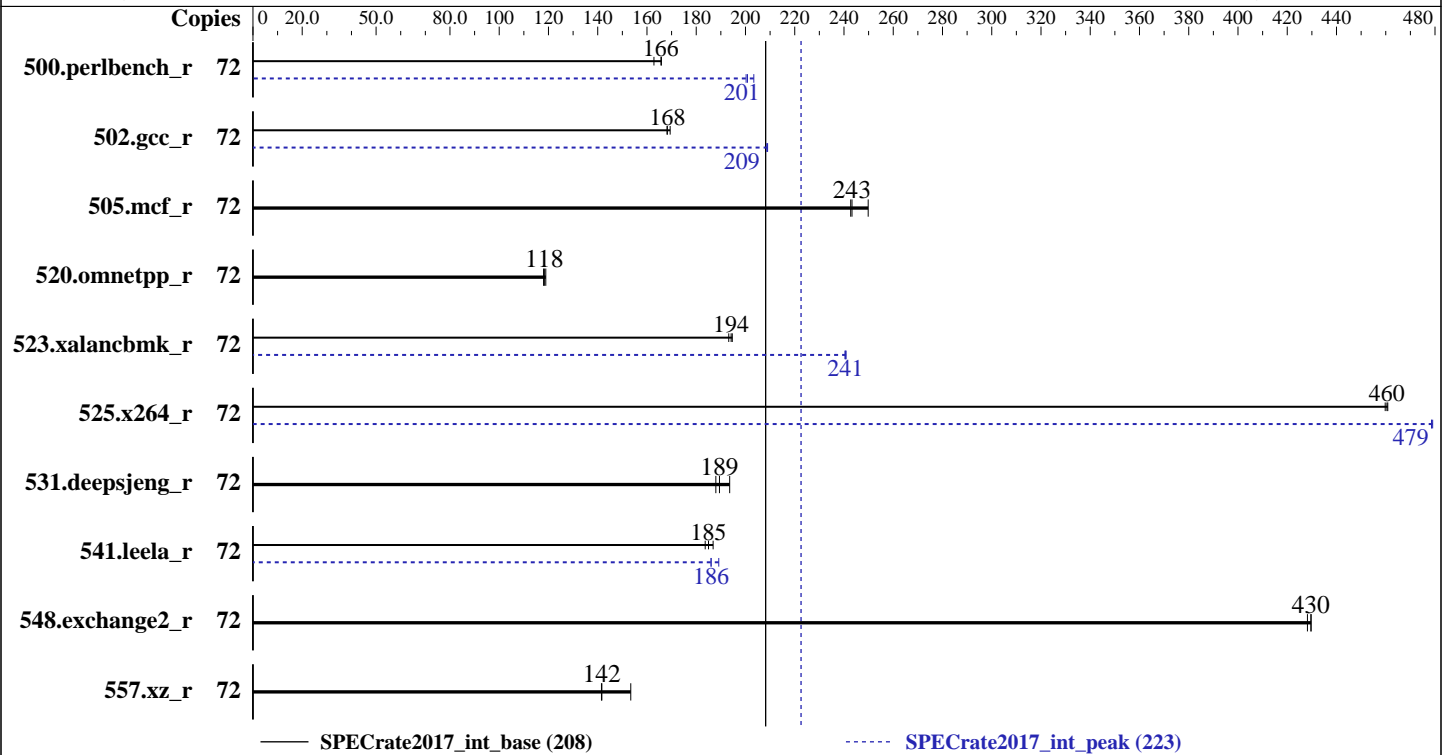 Copies 0 20.0 50.0 80.0 100 120 140 160 180 200 220 240 260 280 300 320 340 360 380 400 420 440 480
166
500.perlbench_r 72
201
168
502.gcc_r 72
209
243
505.mcf_r 72
118
520.omnetpp_r 72
194
523.xalancbmk_r 72
241
460
525.x264_r 72
479
189
531.deepsjeng_r 72
185
541.leela_r 72
186
430
548.exchange2_r 72
142
557.xz_r 72
SPECrate2017_int_base (208) SPECrate2017_int_peak (223)